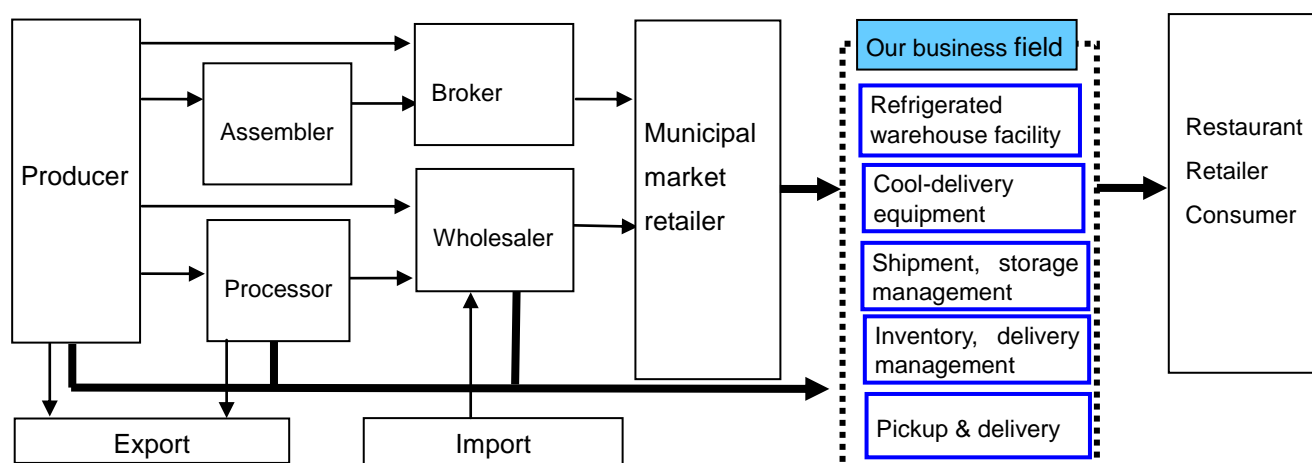 Producer
Assembler
Processor
Broker
Wholesaler
Municipal
market
retailer
Export
Import
Our business field
Refrigerated
warehouse facility
Cool-delivery
equipment
Shipment, storage
management
Inventory, delivery
management
Pickup & delivery
Restaurant
Retailer
Consumer